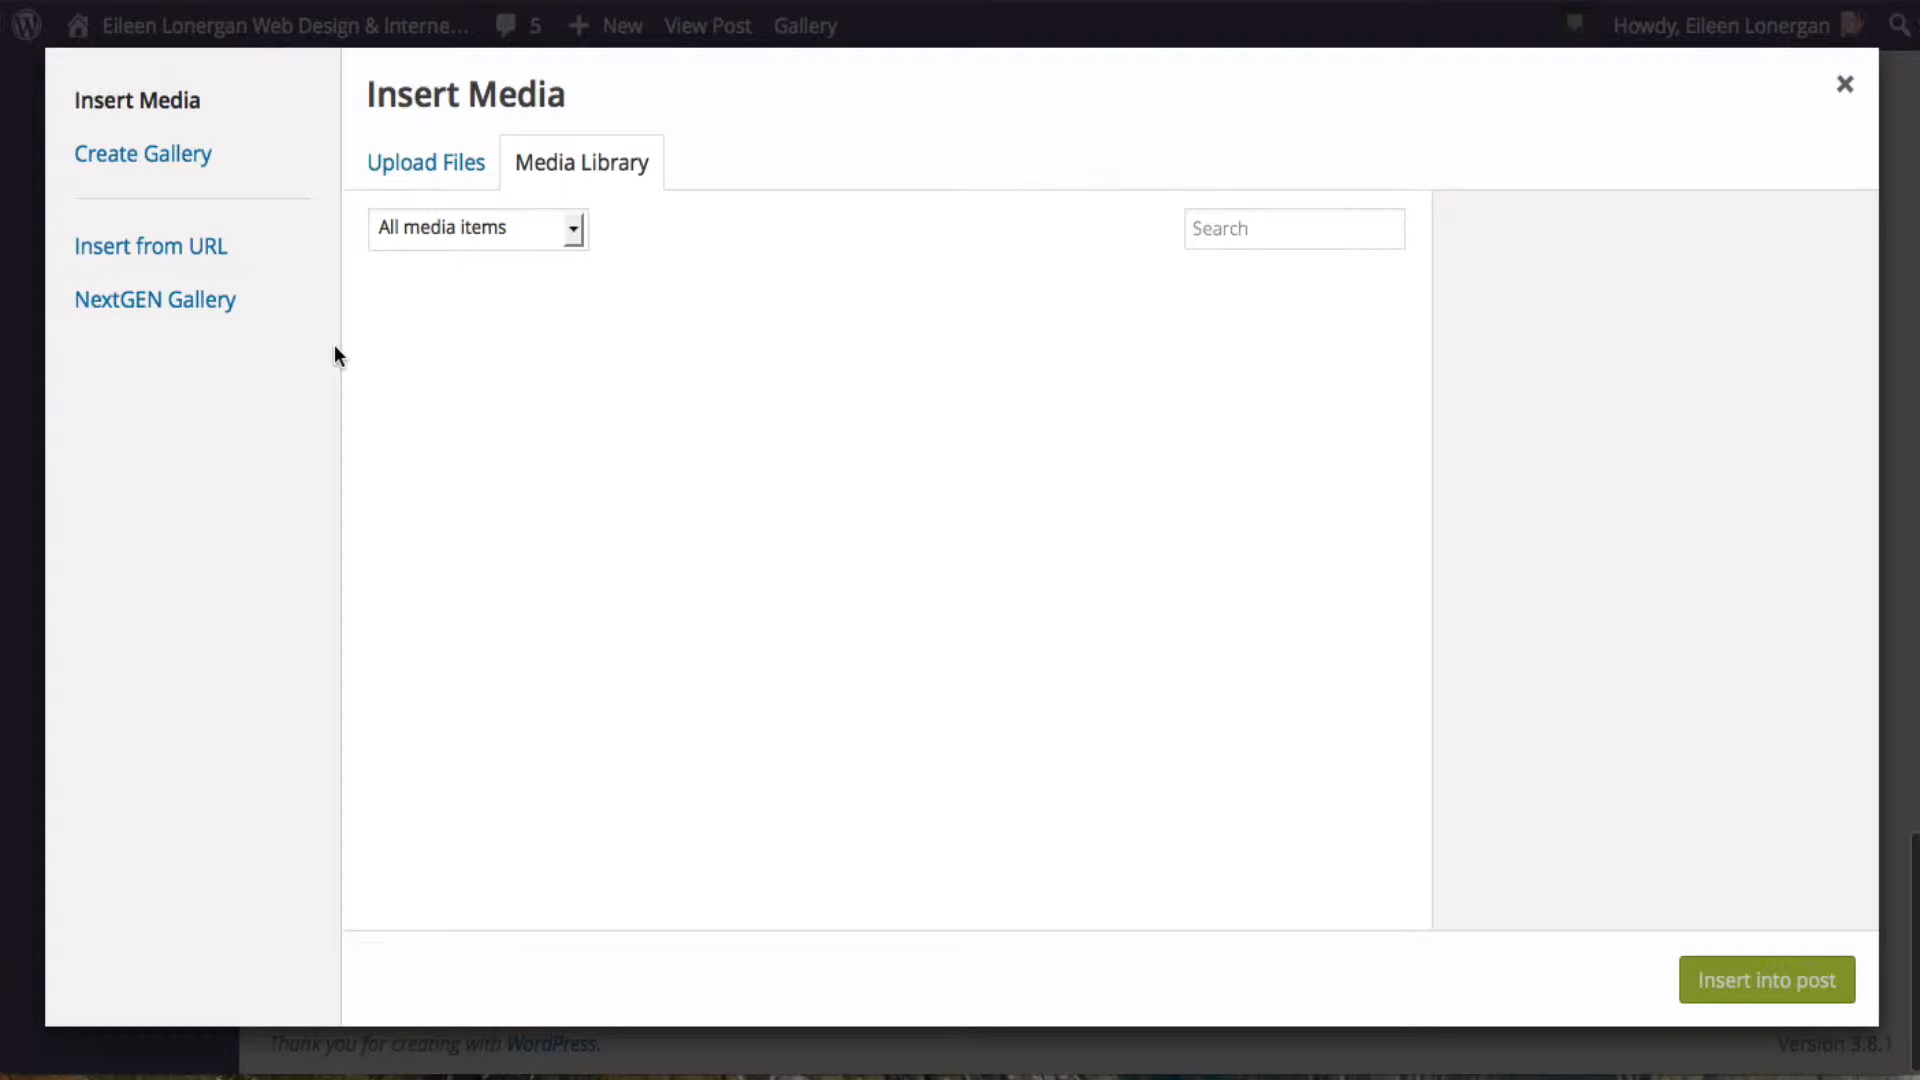 Eileen Lonergan Web Design & Interne... 5 New View Post Gallery Howdy, Eileen Lonergan
Insert Media
Create Gallery
Insert from URL
NextGEN Gallery
Insert Media
Upload Files Media Library
All media items Search
Insert into post
Thank you for creating with WordPress. Version 3.8.1